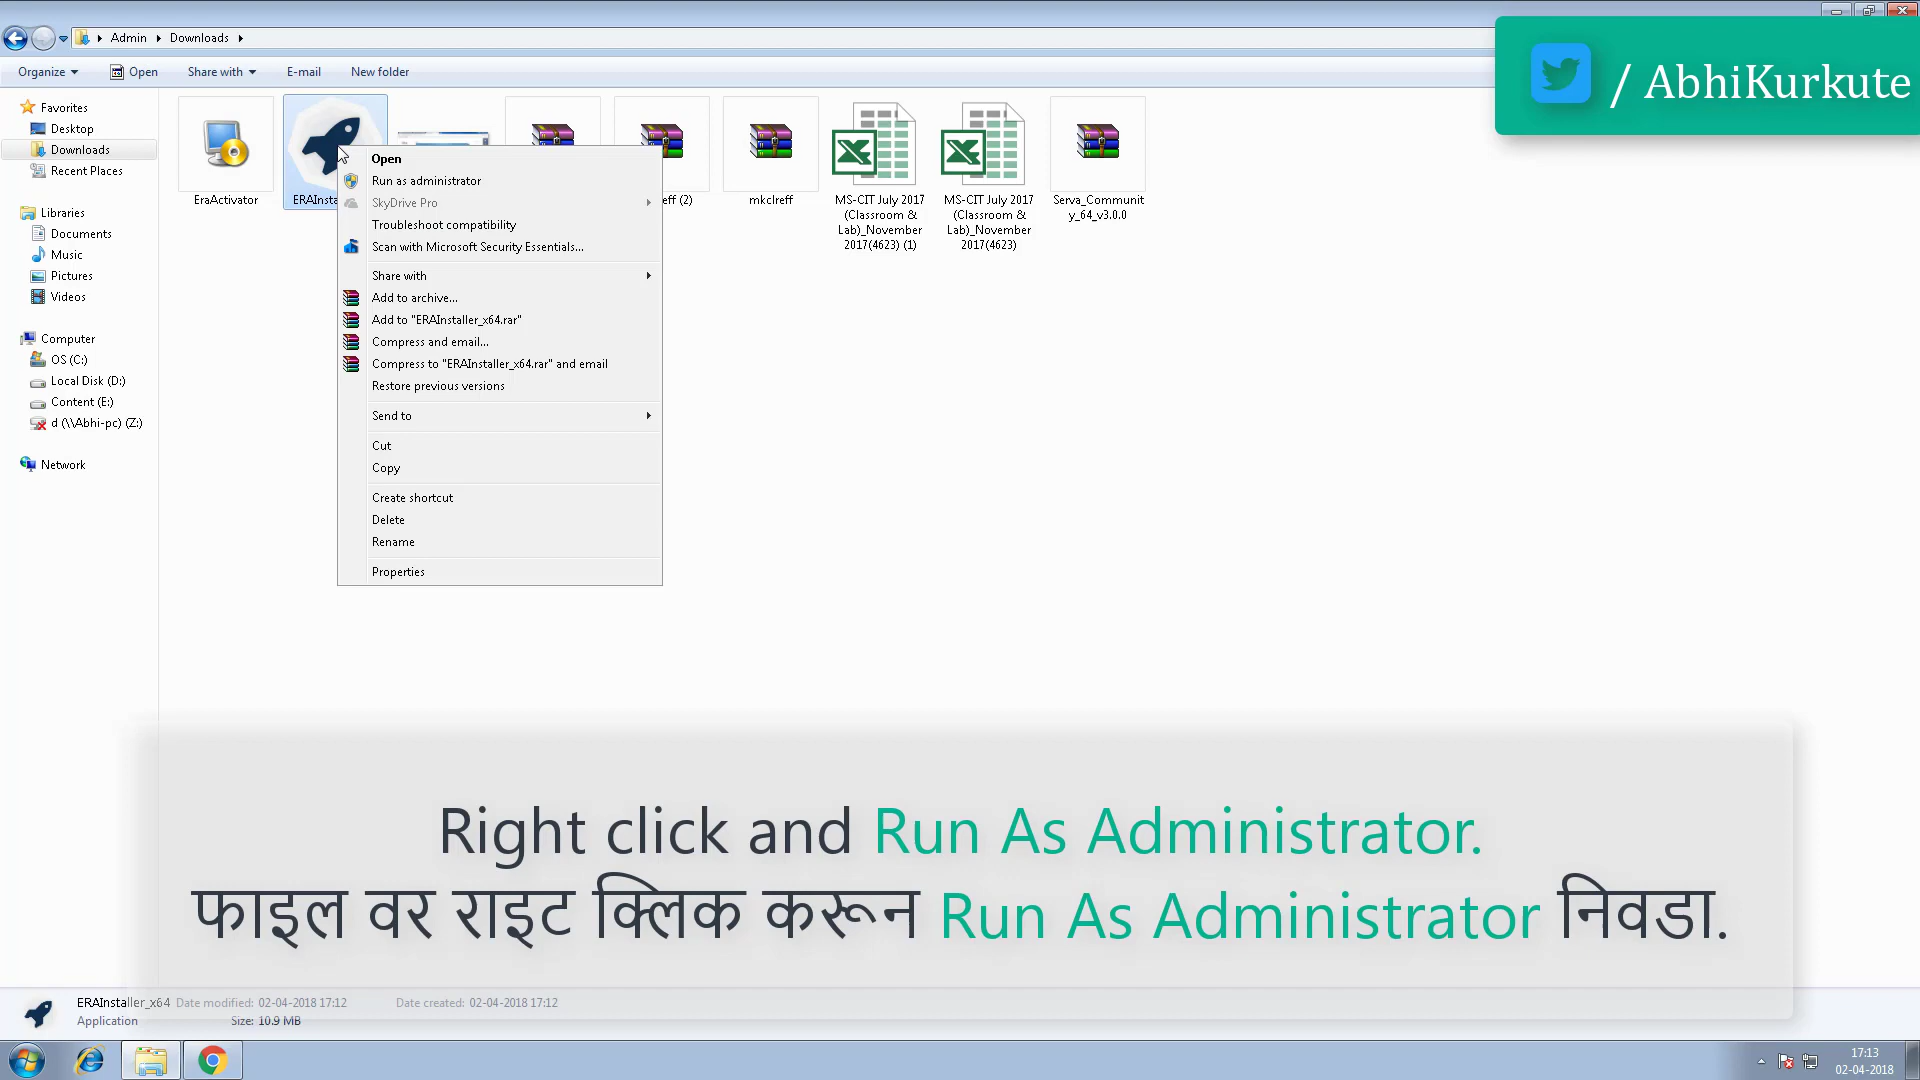 Admin Downloads
/ AbhiKurkute
Organize Open Share with E-mail New folder
Favorites
Desktop
Downloads
Recent Places
Libraries
Documents
Music
Pictures
Videos
Computer
OS (C:)
Local Disk (D:)
Content (E:)
d (\\Abhi-pc) (Z:)
Network
EraActivator
ERAInsta
eff (2)
mkclreff
MS-CIT July 2017
(Classroom &
Lab)_November
2017(4623) (1)
MS-CIT July 2017
(Classroom &
Lab)_November
2017(4623)
Serva_Communit
y_64_v3.0.0
Open
Run as administrator
SkyDrive Pro
Troubleshoot compatibility
Scan with Microsoft Security Essentials...
Share with
Add to archive...
Add to "ERAInstaller_x64.rar"
Compress and email...
Compress to "ERAInstaller_x64.rar" and email
Restore previous versions
Send to
Cut
Copy
Create shortcut
Delete
Rename
Properties
Right click and Run As Administrator.
फाइल वर राइट क्लिक करून Run As Administrator निवडा.
ERAInstaller_x64 Date modified: 02-04-2018 17:12 Date created: 02-04-2018 17:12
Application Size: 10.9 MB
17:13
02-04-2018